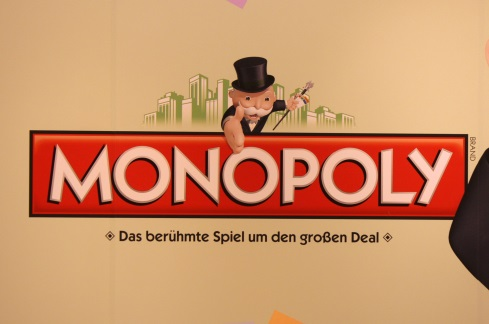 MONOPOLY
BRAND
Das berühmte Spiel um den großen Deal